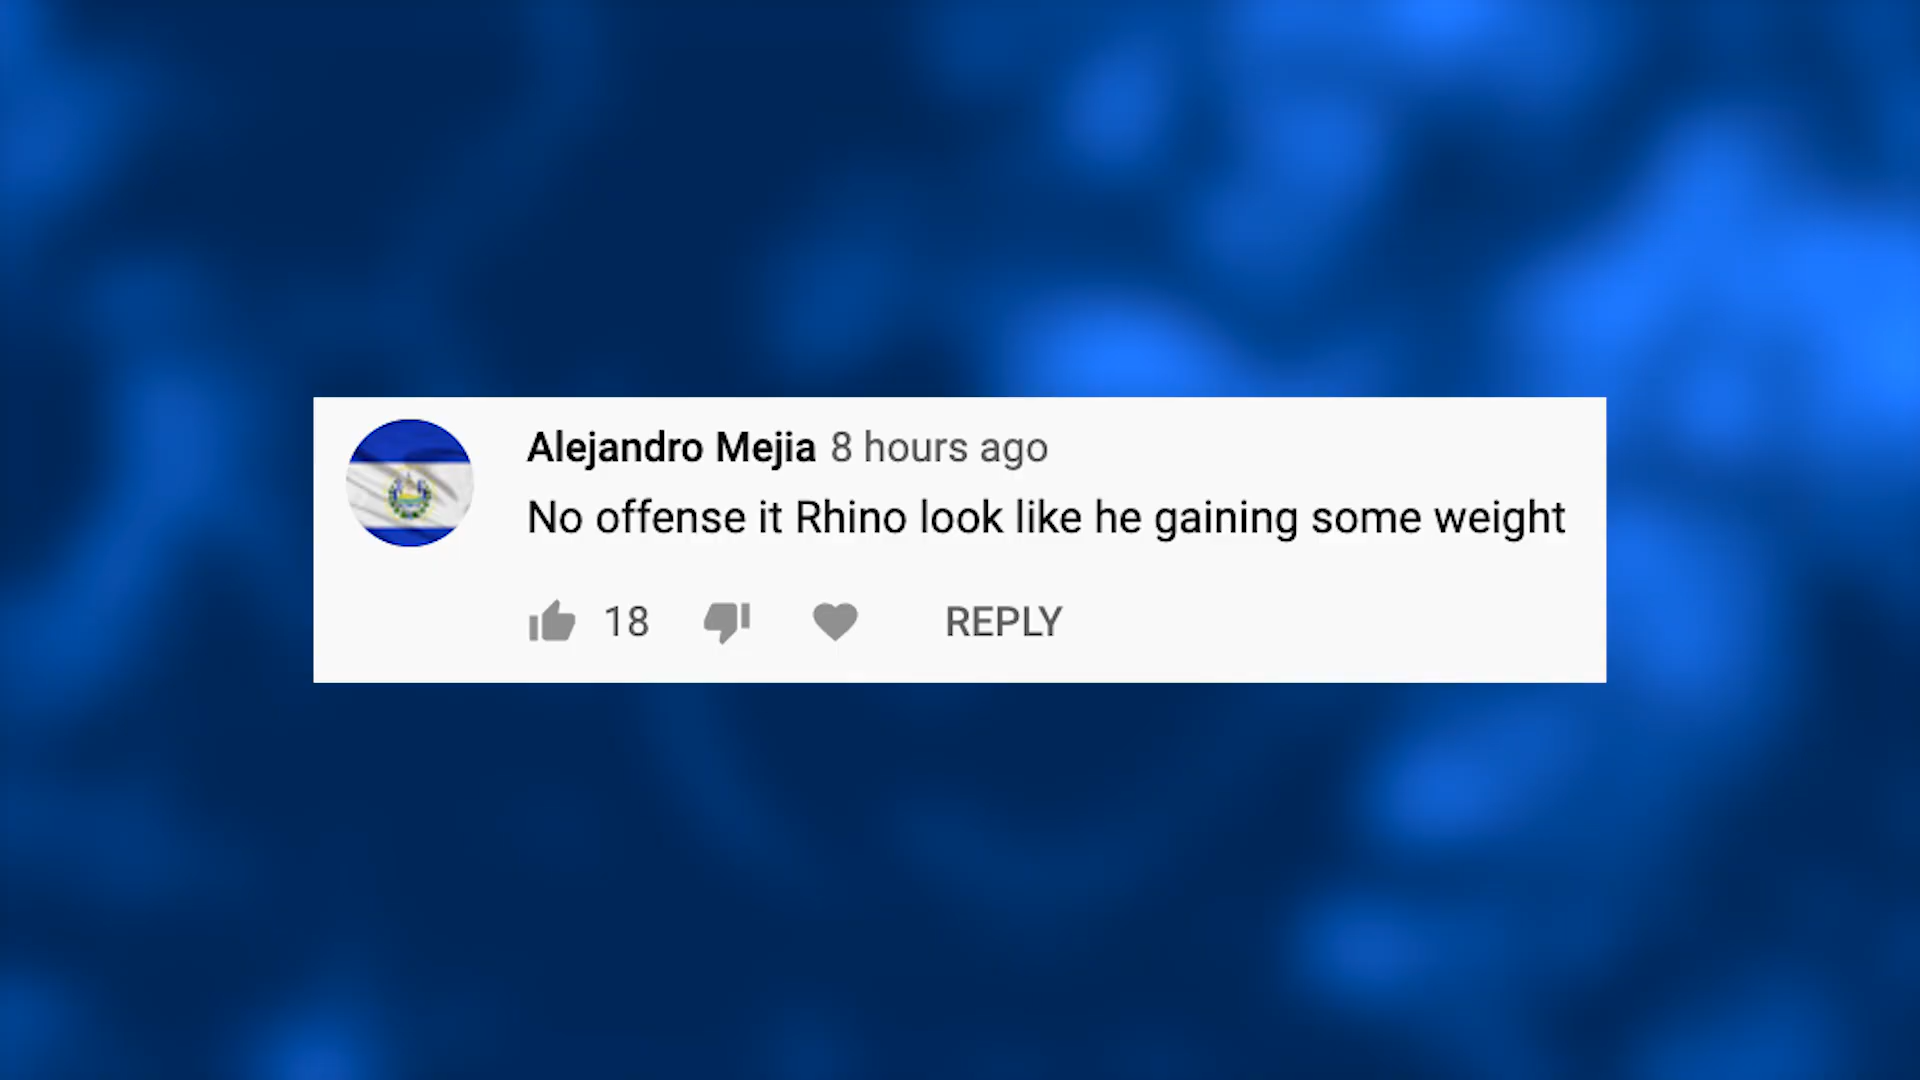 Alejandro Mejia 8 hours ago
No offense it Rhino look like he gaining some weight
18 REPLY